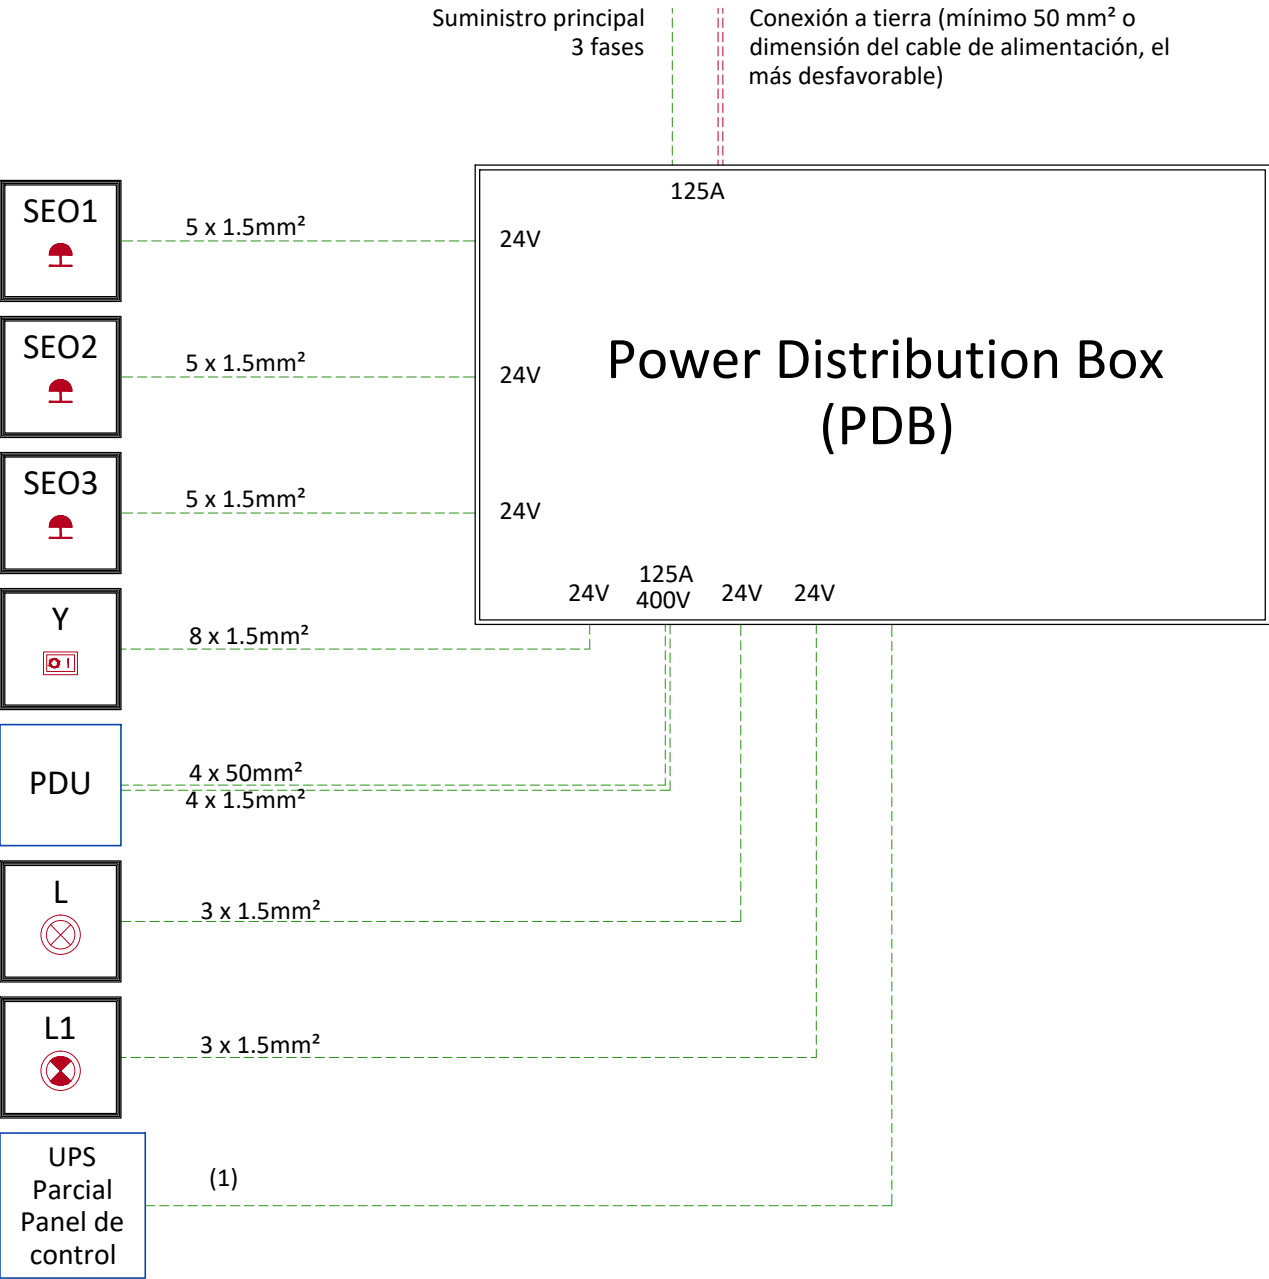 Suministro principal
3 fases
Conexión a tierra (mínimo 50 mm² o
dimensión del cable de alimentación, el
más desfavorable)
125A
SEO1
5 x 1.5mm²
24V
SEO2
5 x 1.5mm²
24V
Power Distribution Box
(PDB)
SEO3
5 x 1.5mm²
24V
24V
125A
400V
24V
24V
Y
8 x 1.5mm²
PDU
4 x 50mm²
4 x 1.5mm²
L
3 x 1.5mm²
L1
3 x 1.5mm²
UPS
Parcial
Panel de
control
(1)